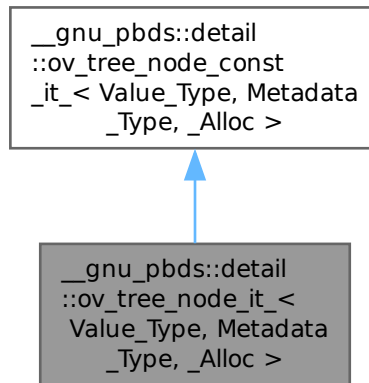 __gnu_pbds::detail
::ov_tree_node_const
_it_< Value_Type, Metadata
_Type, _Alloc >
__gnu_pbds::detail
::ov_tree_node_it_<
Value_Type, Metadata
_Type, _Alloc >